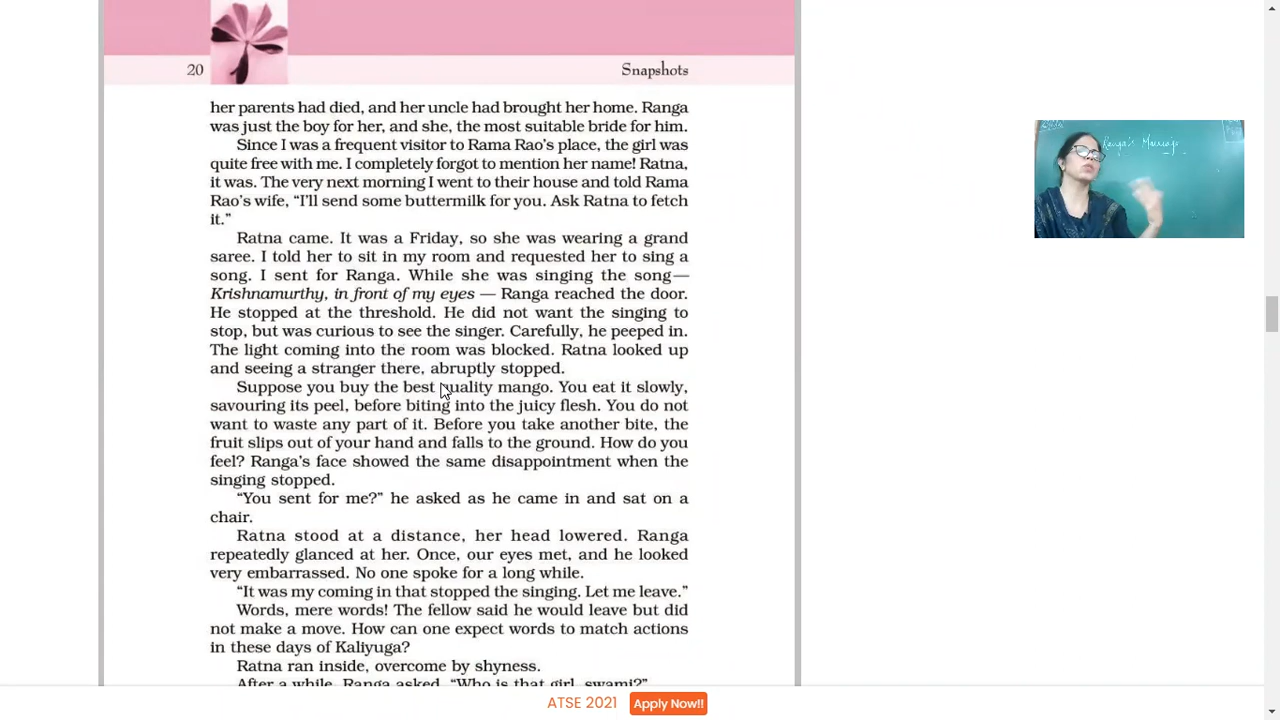 20
Snapshots
her parents had died, and her uncle had brought her home. Ranga
was just the boy for her, and she, the most suitable bride for him.
Since I was a frequent visitor to Rama Rao's place, the girl was
quite free with me. I completely forgot to mention her name! Ratna,
it was. The very next morning I went to their house and told Rama
Rao's wife, “I'll send some buttermilk for you. Ask Ratna to fetch
it.”
Ratna came. It was a Friday, so she was wearing a grand
saree. I told her to sit in my room and requested her to sing a
song. I sent for Ranga. While she was singing the song—
Krishnamurthy, in front of my eyes — Ranga reached the door.
He stopped at the threshold. He did not want the singing to
stop, but was curious to see the singer. Carefully, he peeped in.
The light coming into the room was blocked. Ratna looked up
and seeing a stranger there, abruptly stopped.
Suppose you buy the best quality mango. You eat it slowly,
savouring its peel, before biting into the juicy flesh. You do not
want to waste any part of it. Before you take another bite, the
fruit slips out of your hand and falls to the ground. How do you
feel? Ranga's face showed the same disappointment when the
singing stopped.
“You sent for me?” he asked as he came in and sat on a
chair.
Ratna stood at a distance, her head lowered. Ranga
repeatedly glanced at her. Once, our eyes met, and he looked
very embarrassed. No one spoke for a long while.
“It was my coming in that stopped the singing. Let me leave.”
Words, mere words! The fellow said he would leave but did
not make a move. How can one expect words to match actions
in these days of Kaliyuga?
Ratna ran inside, overcome by shyness.
After a while, Ranga asked, “Who is that girl, swami?”
Ranga's Marriage
ATSE 2021
Apply Now!!